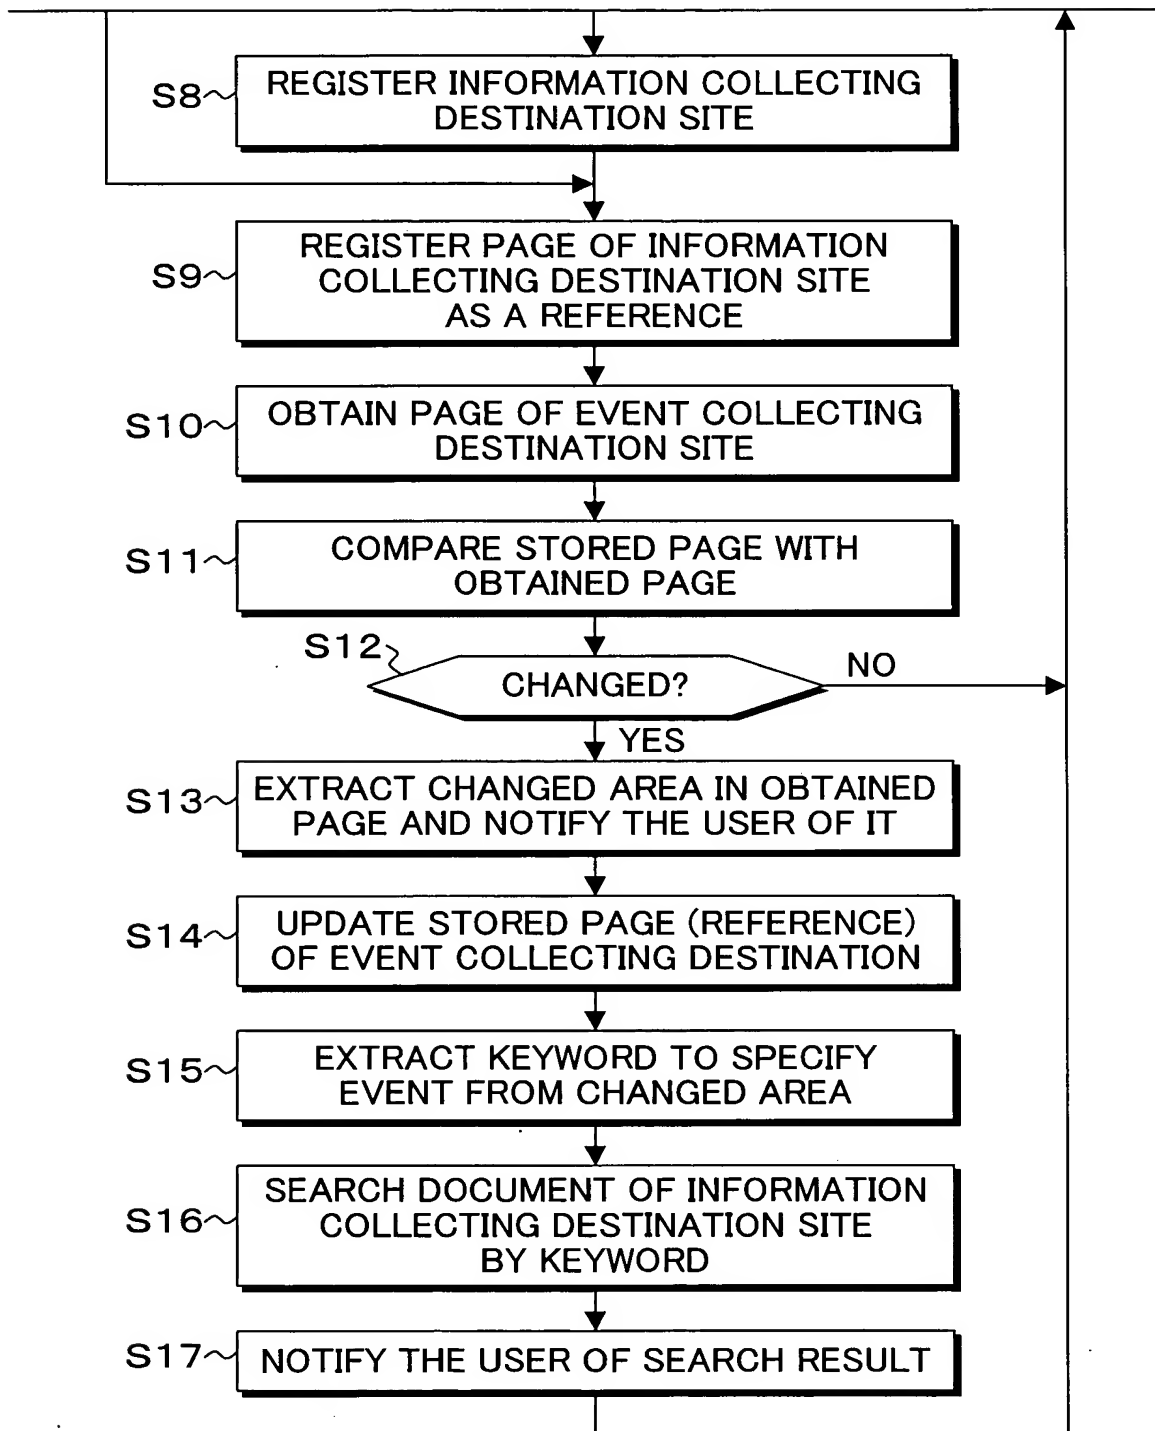 S8
REGISTER INFORMATION COLLECTING
DESTINATION SITE
S9
REGISTER PAGE OF INFORMATION
COLLECTING DESTINATION SITE
AS A REFERENCE
S10
OBTAIN PAGE OF EVENT COLLECTING
DESTINATION SITE
S11
COMPARE STORED PAGE WITH
OBTAINED PAGE
S12
CHANGED?
NO
YES
S13
EXTRACT CHANGED AREA IN OBTAINED
PAGE AND NOTIFY THE USER OF IT
S14
UPDATE STORED PAGE (REFERENCE)
OF EVENT COLLECTING DESTINATION
S15
EXTRACT KEYWORD TO SPECIFY
EVENT FROM CHANGED AREA
S16
SEARCH DOCUMENT OF INFORMATION
COLLECTING DESTINATION SITE
BY KEYWORD
S17
NOTIFY THE USER OF SEARCH RESULT